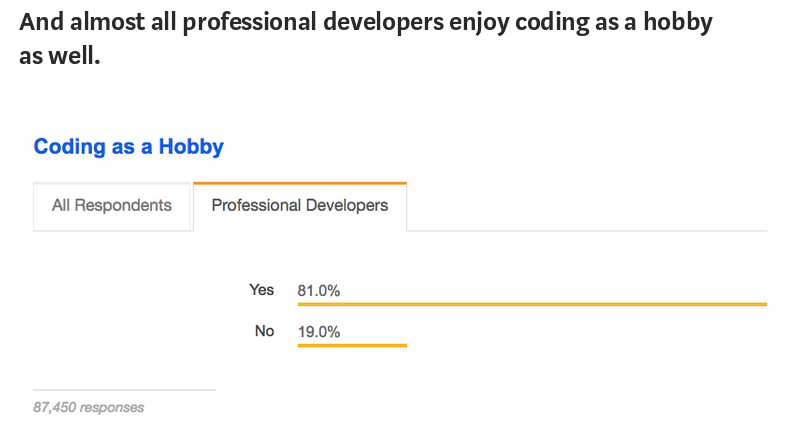 And almost all professional developers enjoy coding as a hobby
as well.
Coding as a Hobby
All Respondents
Professional Developers
Yes 81.0%
No 19.0%
87,450 responses